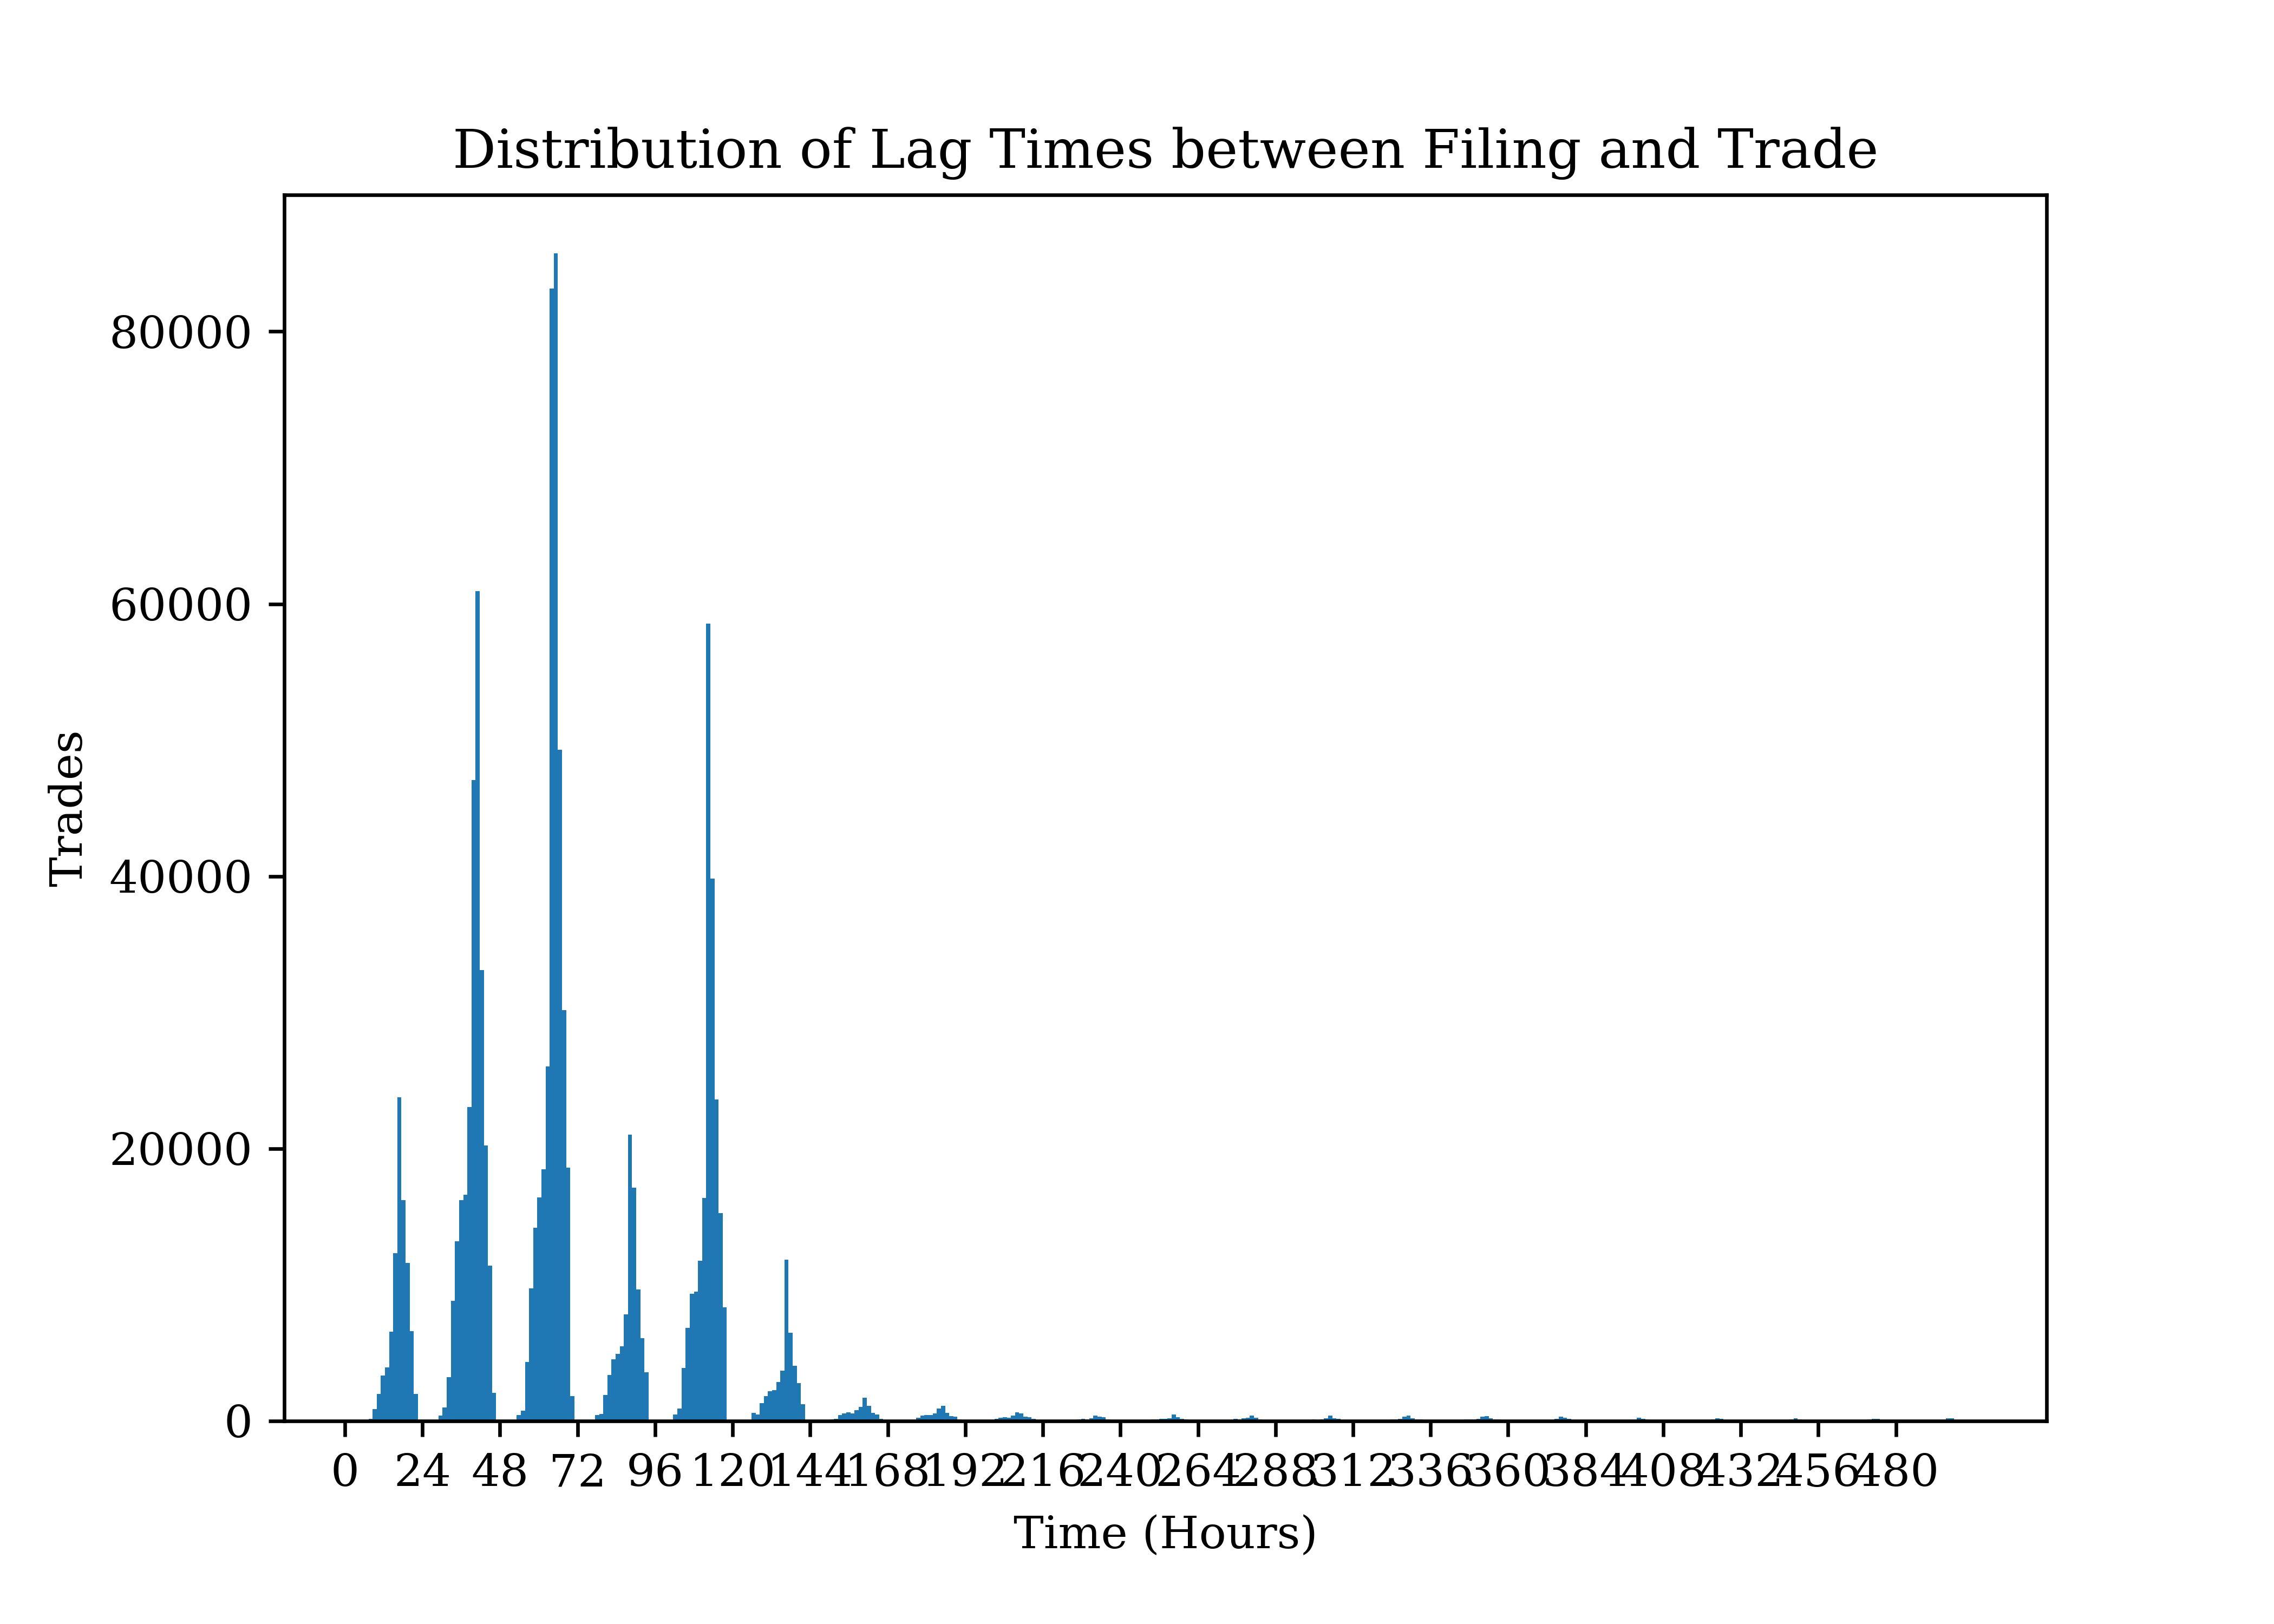 Distribution of Lag Times between Filing and Trade
80000
60000
40000
20000
0
Trades
0 24 48 72 96 120 144 168 192 216 240 264 288 312 336 360 384 408 432 456 480
Time (Hours)